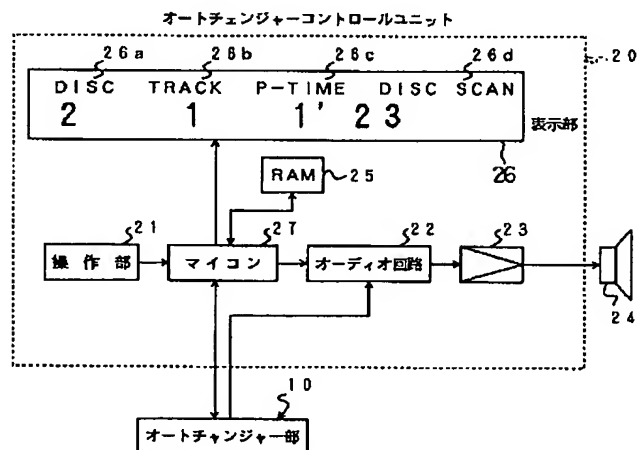 オートチェンジャーコントロールユニット
26a 26b 26c 26d 20
DISC TRACK P-TIME DISC SCAN
2 1 1' 23
表示部
26
RAM 25
21 27 22 23
操作部 マイコン オーディオ回路
24
10
オートチャンジャー部